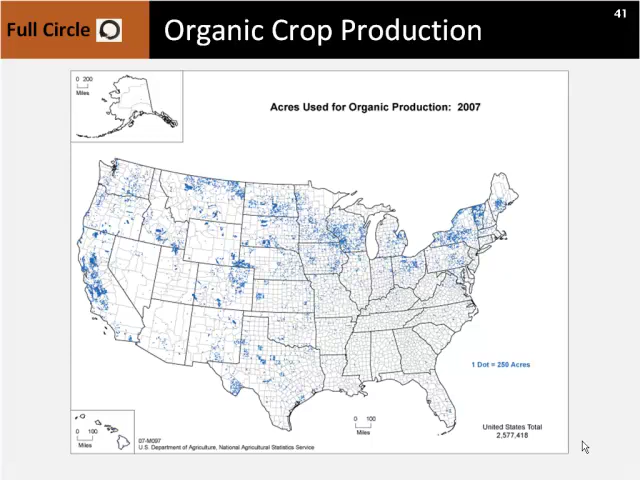 Full Circle
Organic Crop Production
41
0 200
Miles
Acres Used for Organic Production: 2007
1 Dot = 250 Acres
0 100
Miles
0 100
Miles
United States Total
2,577,418
07-M097
U.S. Department of Agriculture, National Agricultural Statistics Service